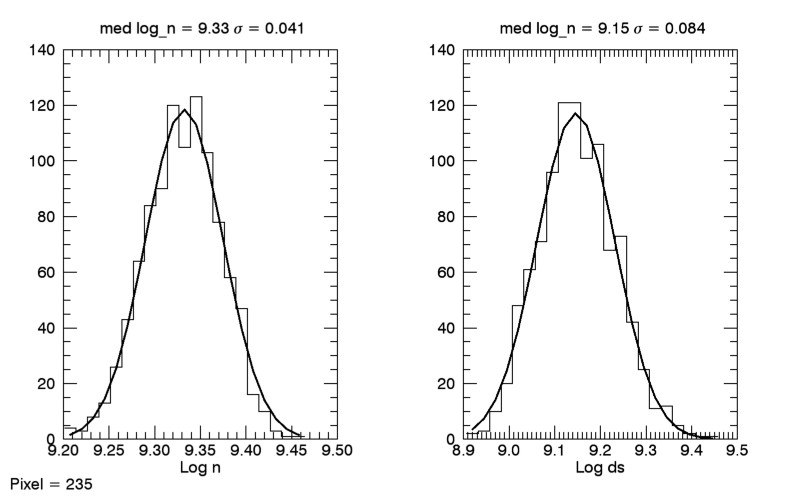 med log_n = 9.33 σ = 0.041
140
120
100
80
60
40
20
0
9.20 9.25 9.30 9.35 9.40 9.45 9.50
Log n
med log_n = 9.15 σ = 0.084
140
120
100
80
60
40
20
0
8.9 9.0 9.1 9.2 9.3 9.4 9.5
Log ds
Pixel = 235